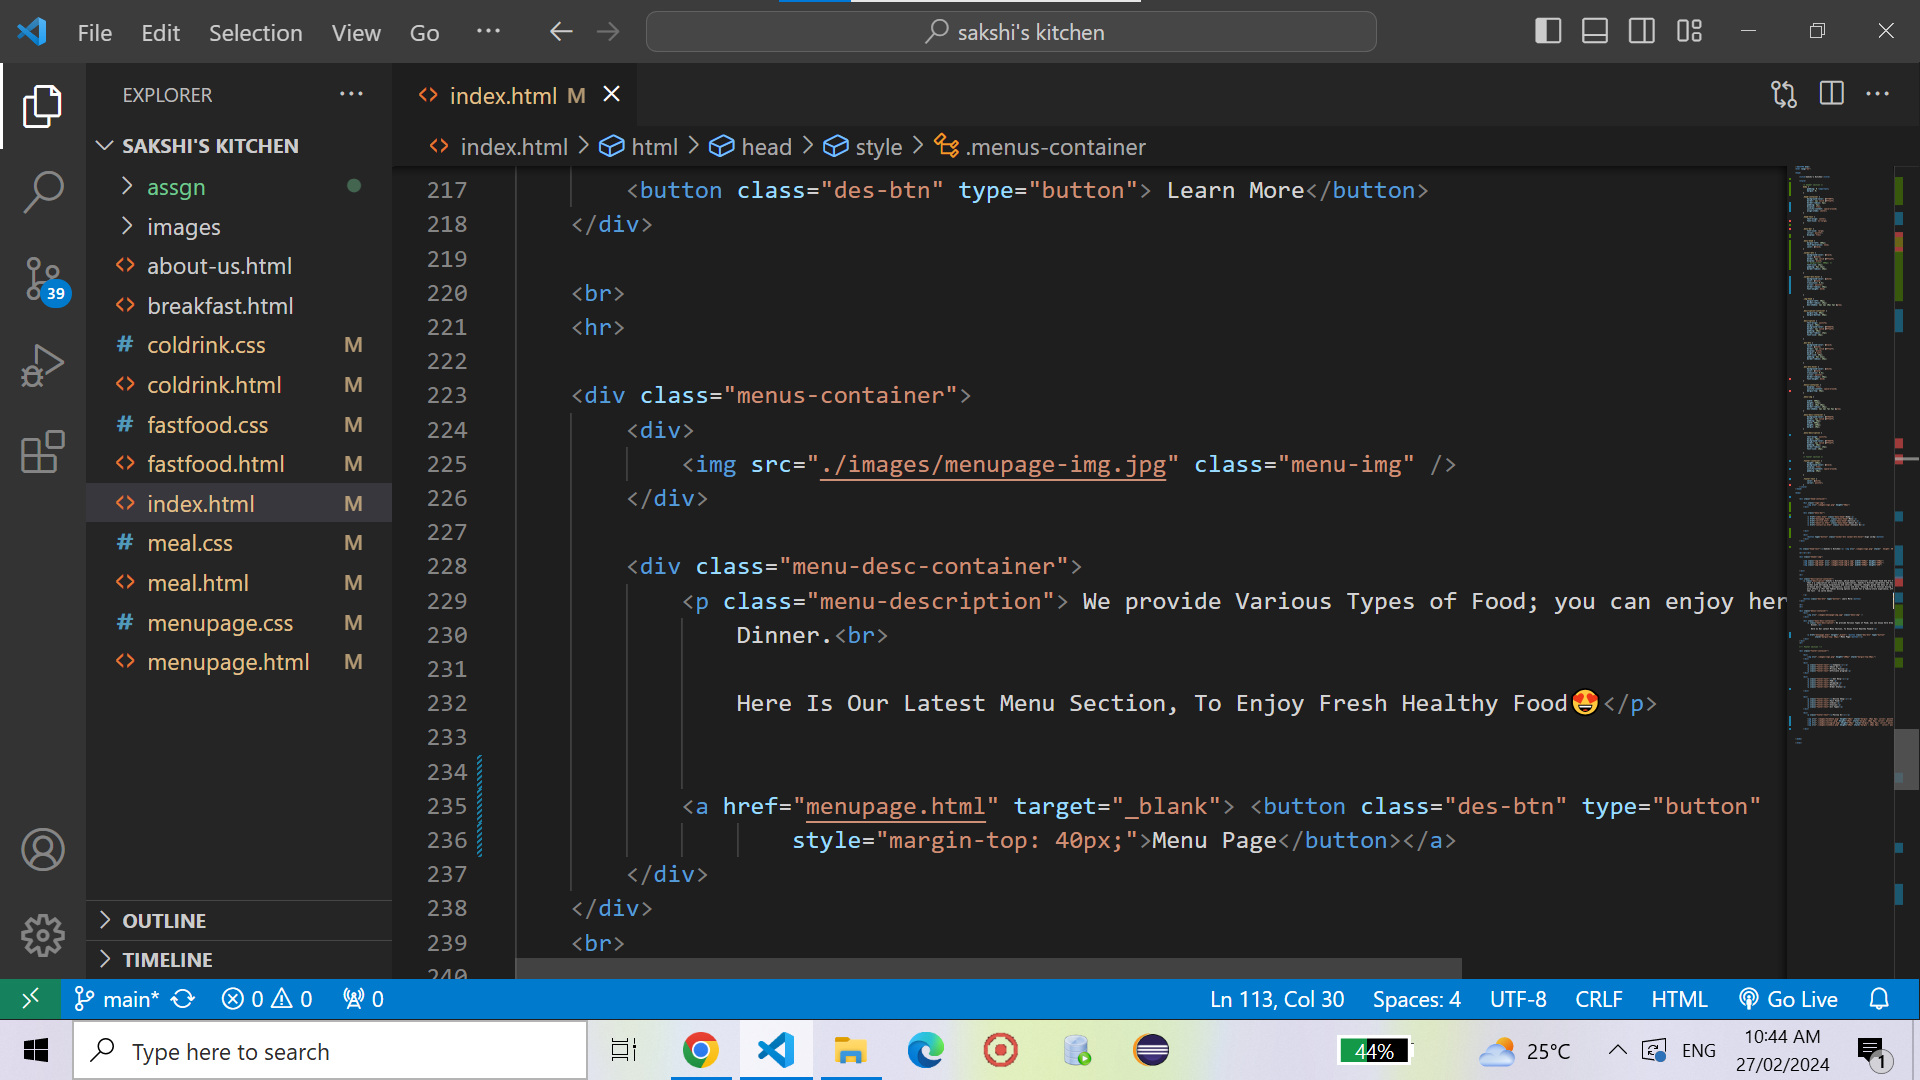 File Edit Selection View Go ··· sakshi's kitchen
EXPLORER ···
index.html M
SAKSHI'S KITCHEN
index.html > html > head > style > .menus-container
assgn
images
about-us.html
breakfast.html
coldrink.css M
coldrink.html M
fastfood.css M
fastfood.html M
index.html M
meal.css M
meal.html M
menupage.css M
menupage.html M
OUTLINE
TIMELINE
39
217 <button class="des-btn" type="button"> Learn More</button>
218 </div>
219
220 <br>
221 <hr>
222
223 <div class="menus-container">
224 <div>
225 <img src="./images/menupage-img.jpg" class="menu-img" />
226 </div>
227
228 <div class="menu-desc-container">
229 <p class="menu-description"> We provide Various Types of Food; you can enjoy her
230 Dinner.<br>
231
232 Here Is Our Latest Menu Section, To Enjoy Fresh Healthy Food😍</p>
233
234
235 <a href="menupage.html" target="_blank"> <button class="des-btn" type="button"
236 style="margin-top: 40px;">Menu Page</button></a>
237 </div>
238 </div>
239 <br>
240
main* 0 0 0 Ln 113, Col 30 Spaces: 4 UTF-8 CRLF HTML Go Live
Type here to search 44% 25°C ENG 10:44 AM
27/02/2024 1